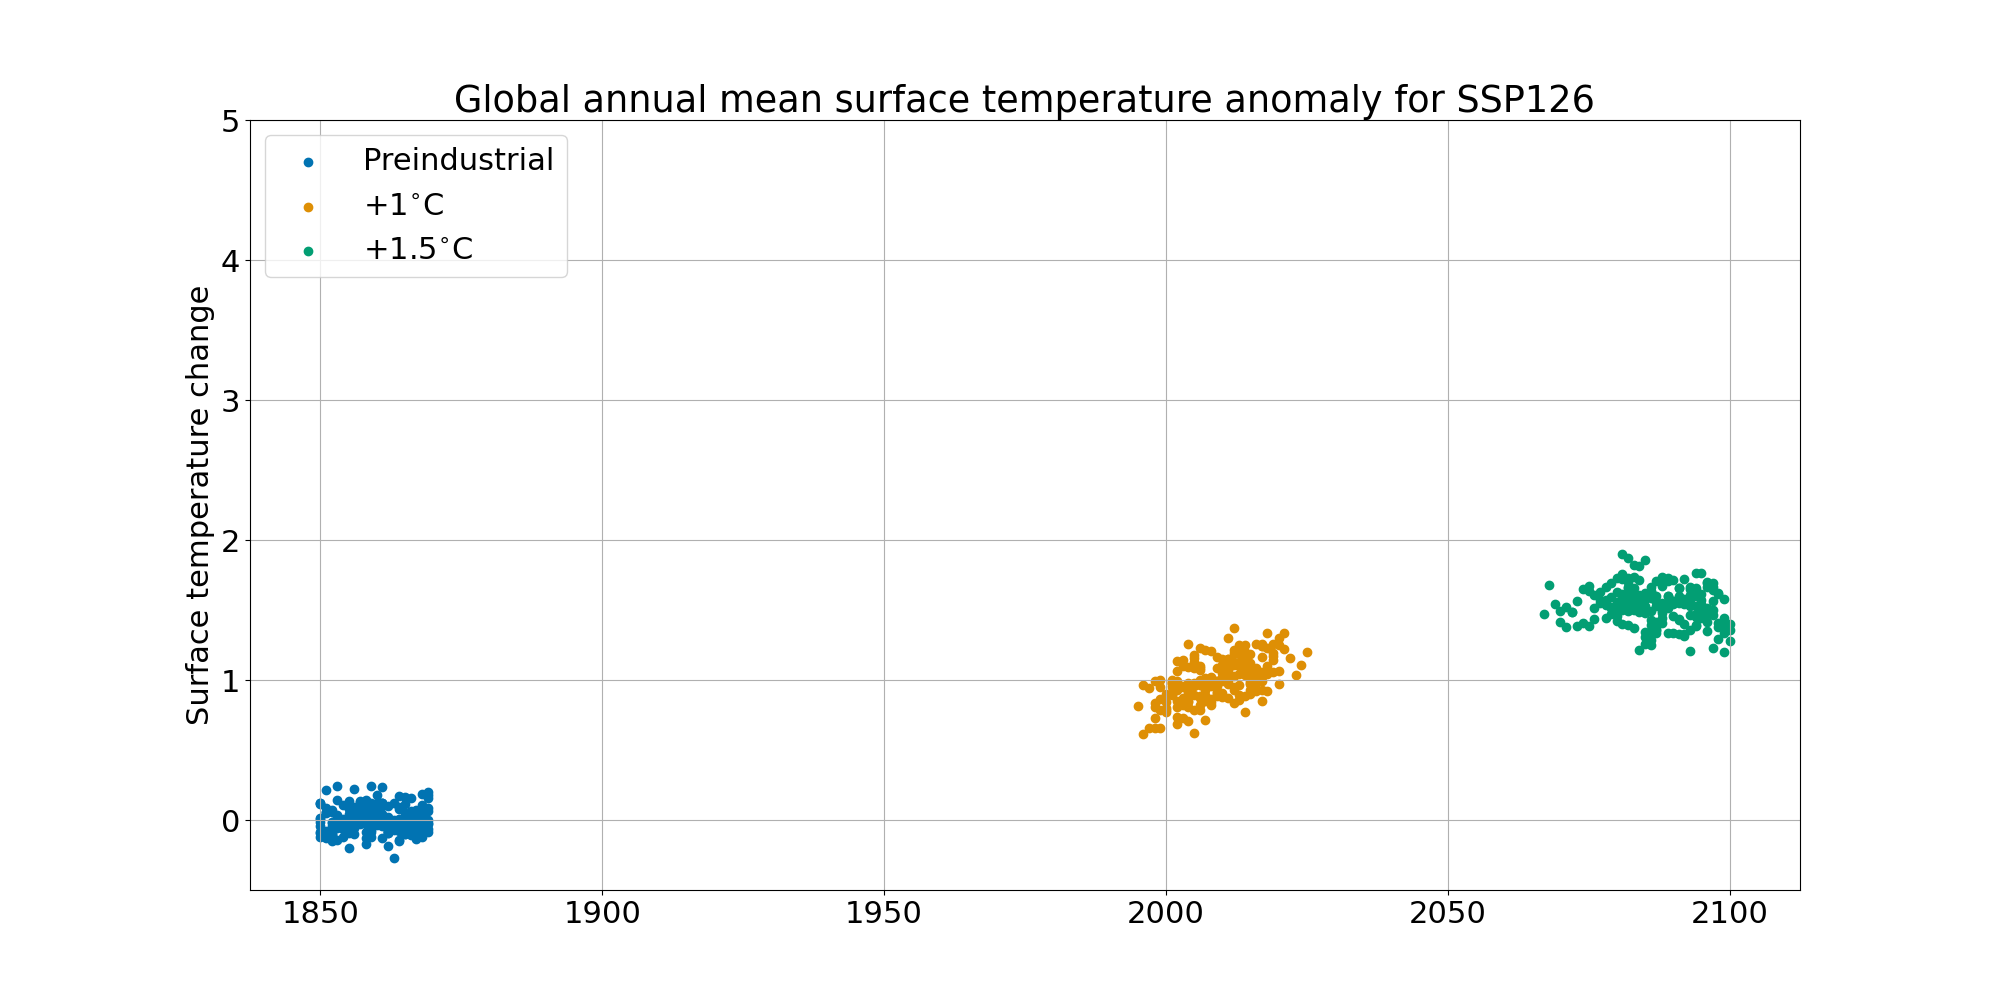 Global annual mean surface temperature anomaly for SSP126
Surface temperature change
5
4
3
2
1
0
Preindustrial
+1°C
+1.5°C
1850 1900 1950 2000 2050 2100